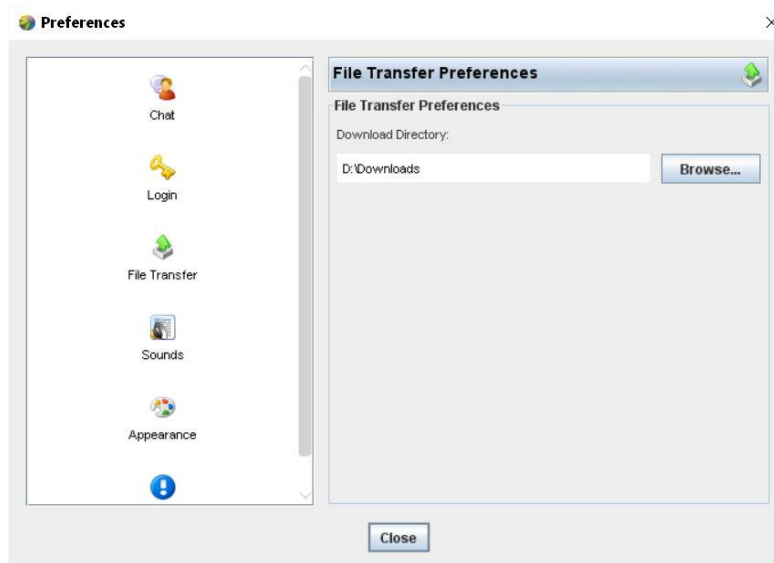 Preferences
Chat
Login
File Transfer
Sounds
Appearance
File Transfer Preferences
File Transfer Preferences
Download Directory:
D:\Downloads
Browse...
Close